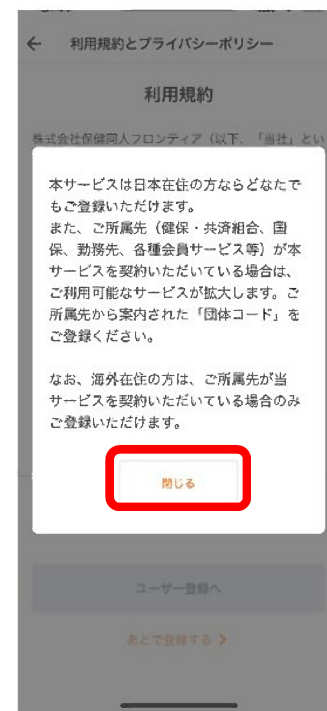 利用規約とプライバシーポリシー
利用規約
株式会社保健同人フロンティア（以下、「当社」とい
本サービスは日本在住の方ならどなたで
もご登録いただけます。
また、ご所属先（健保・共済組合、国
保、勤務先、各種会員サービス等）が本
サービスを契約いただいている場合は、
ご利用可能なサービスが拡大します。ご
所属先から案内された「団体コード」を
ご登録ください。
なお、海外在住の方は、ご所属先が当
サービスを契約いただいている場合のみ
ご登録いただけます。
閉じる
ユーザー登録へ
あとで登録する